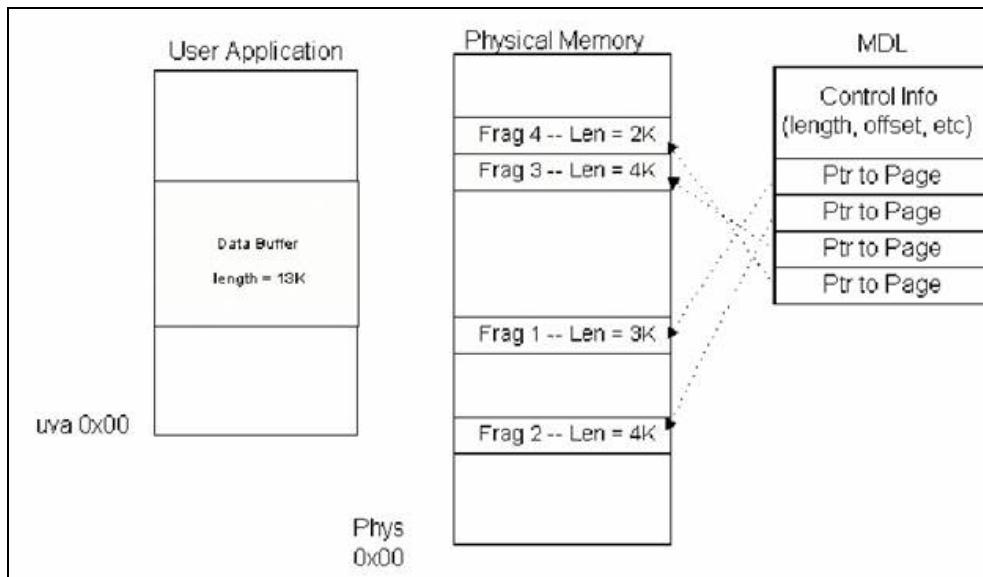 User Application
Data Buffer
length = 13K
uva 0x00
Physical Memory
Frag 4 -- Len = 2K
Frag 3 -- Len = 4K
Frag 1 -- Len = 3K
Frag 2 -- Len = 4K
Phys
0x00
MDL
Control Info
(length, offset, etc)
Ptr to Page
Ptr to Page
Ptr to Page
Ptr to Page